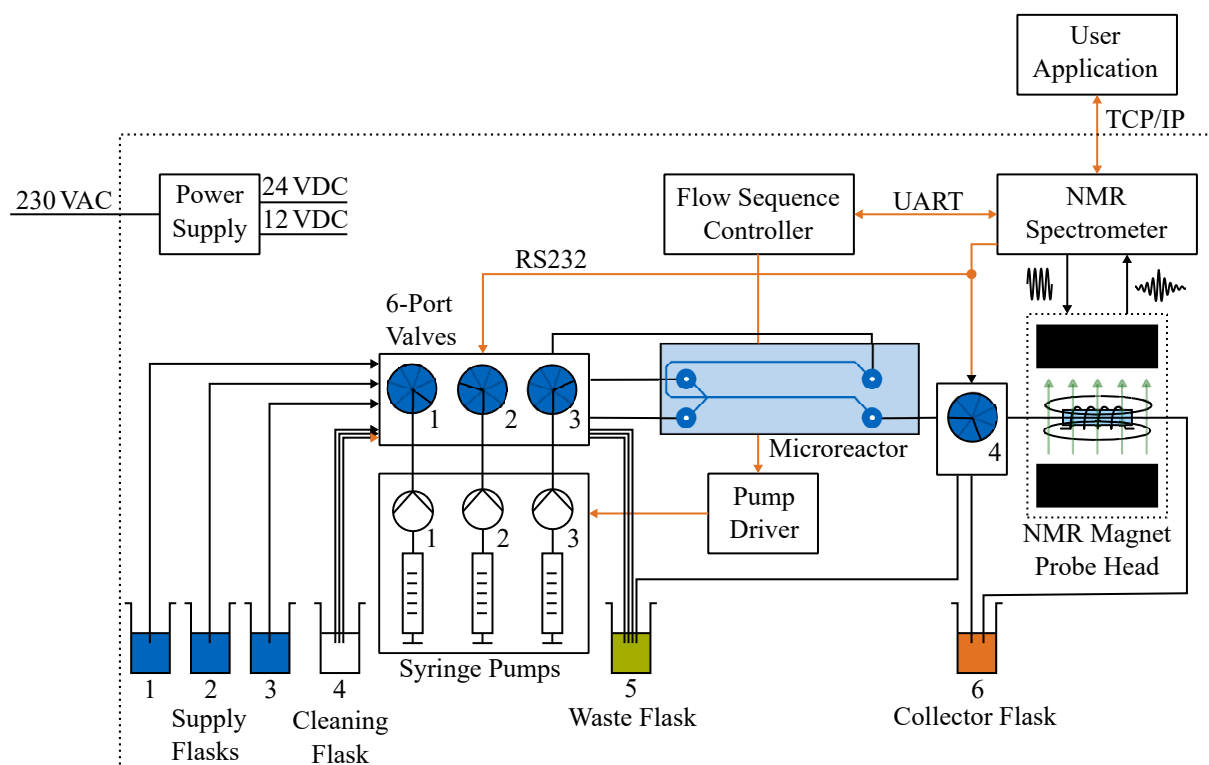 User
Application
TCP/IP
230 VAC
Power
Supply
24 VDC
12 VDC
Flow Sequence
Controller
UART
NMR
Spectrometer
RS232
6-Port
Valves
1
2
3
4
Microreactor
1
2
3
Pump
Driver
NMR Magnet
Probe Head
Syringe Pumps
1
2
3
4
5
6
Supply
Flasks
Cleaning
Flask
Waste Flask
Collector Flask